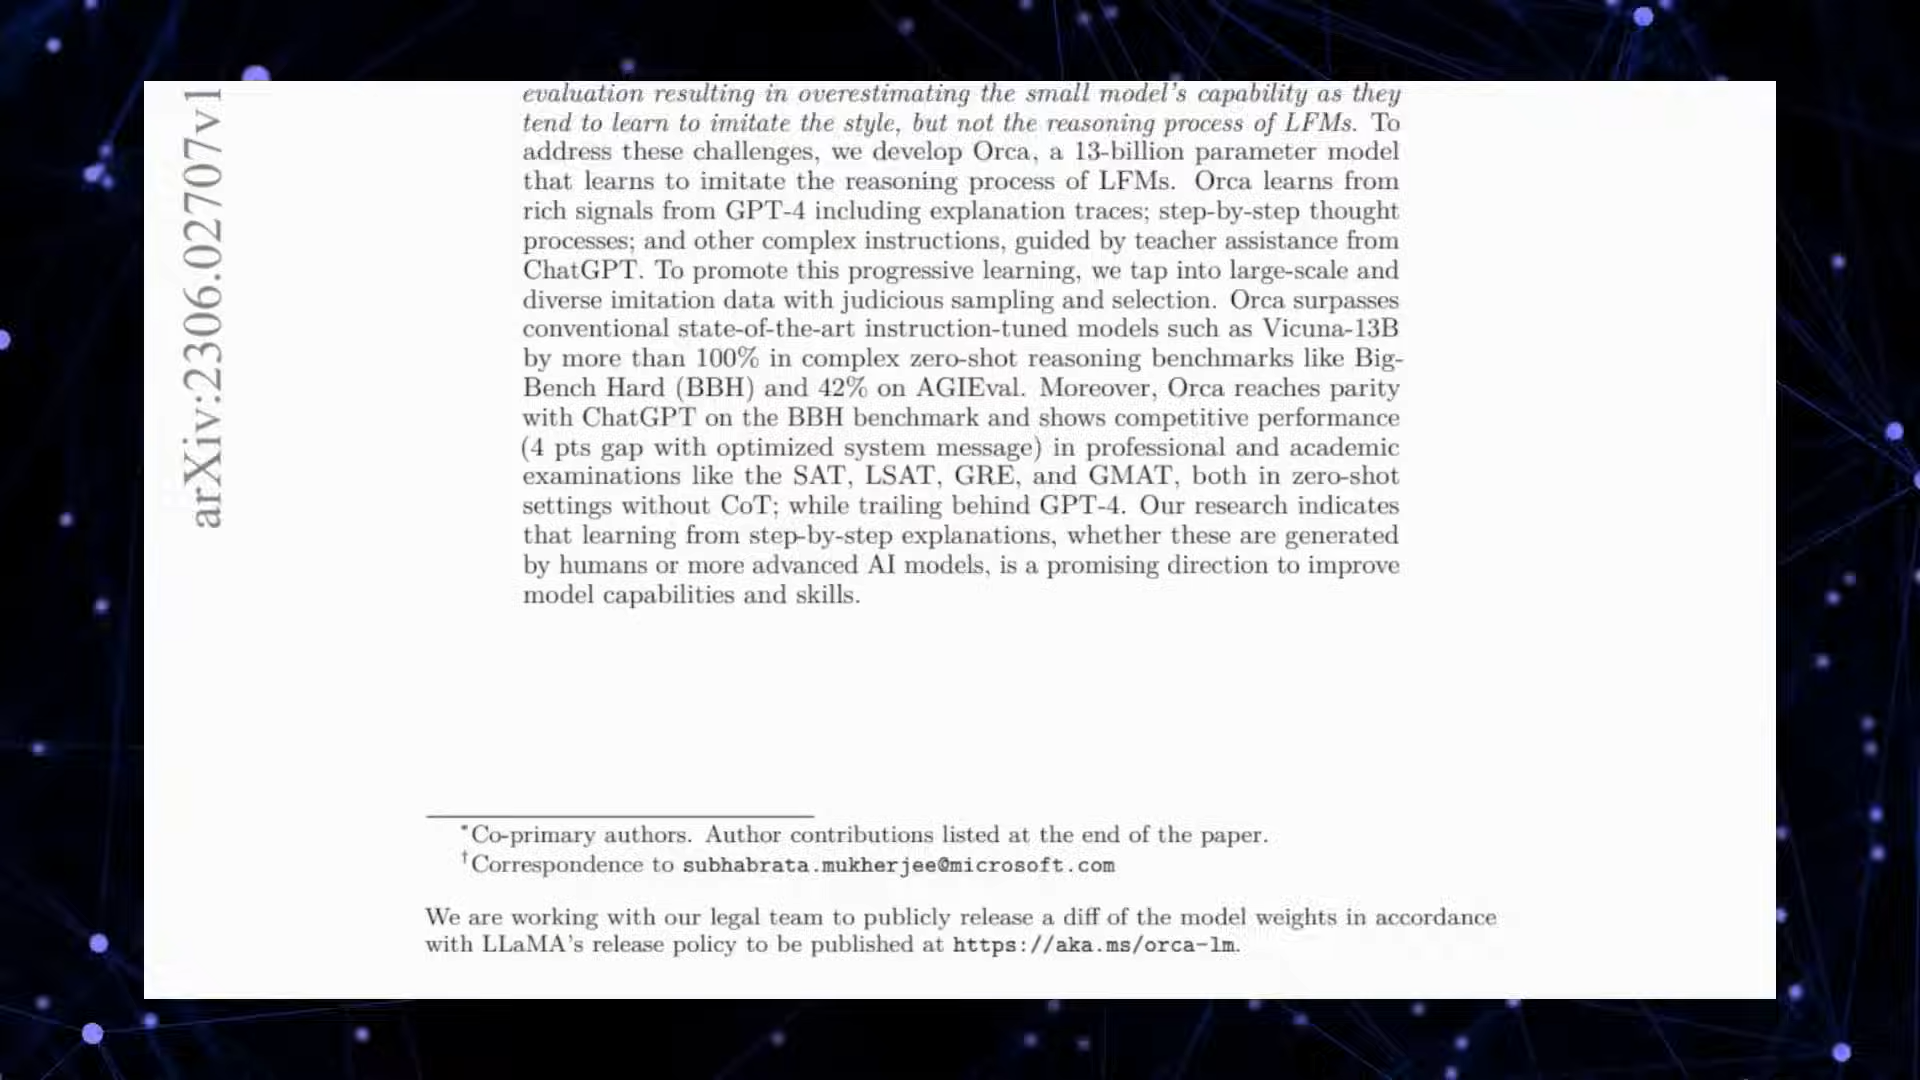 arXiv:2306.02707v1
evaluation resulting in overestimating the small model's capability as they
tend to learn to imitate the style, but not the reasoning process of LFMs. To
address these challenges, we develop Orca, a 13-billion parameter model
that learns to imitate the reasoning process of LFMs. Orca learns from
rich signals from GPT-4 including explanation traces; step-by-step thought
processes; and other complex instructions, guided by teacher assistance from
ChatGPT. To promote this progressive learning, we tap into large-scale and
diverse imitation data with judicious sampling and selection. Orca surpasses
conventional state-of-the-art instruction-tuned models such as Vicuna-13B
by more than 100% in complex zero-shot reasoning benchmarks like Big-
Bench Hard (BBH) and 42% on AGIEval. Moreover, Orca reaches parity
with ChatGPT on the BBH benchmark and shows competitive performance
(4 pts gap with optimized system message) in professional and academic
examinations like the SAT, LSAT, GRE, and GMAT, both in zero-shot
settings without CoT; while trailing behind GPT-4. Our research indicates
that learning from step-by-step explanations, whether these are generated
by humans or more advanced AI models, is a promising direction to improve
model capabilities and skills.
*Co-primary authors. Author contributions listed at the end of the paper.
†Correspondence to subhabrata.mukherjee@microsoft.com
We are working with our legal team to publicly release a diff of the model weights in accordance
with LLaMA's release policy to be published at https://aka.ms/orca-lm.